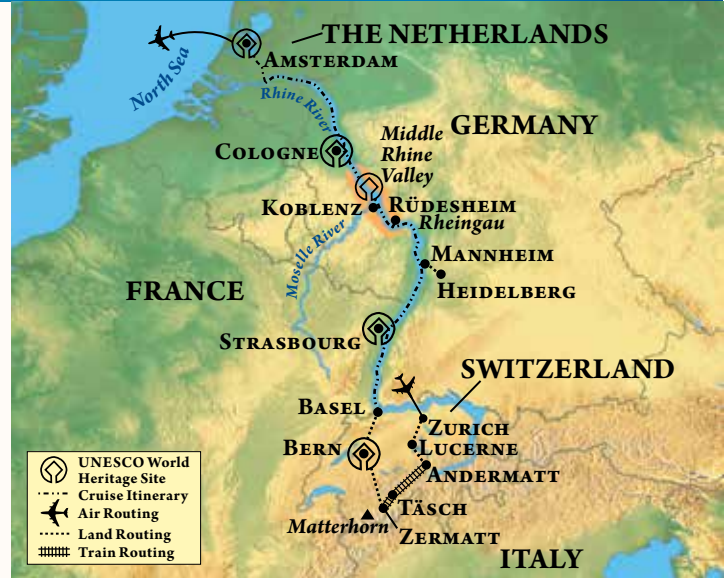 THE NETHERLANDS
AMSTERDAM
North Sea
Rhine River
Middle
Rhine
Valley
GERMANY
COLOGNE
KOBLENZ
RÜDESHEIM
Rheingau
Moselle River
MANNHEIM
HEIDELBERG
FRANCE
STRASBOURG
SWITZERLAND
BASEL
ZURICH
BERN
LUCERNE
ANDERMATT
TÄSCH
Matterhorn
ZERMATT
ITALY
UNESCO World
Heritage Site
Cruise Itinerary
Air Routing
Land Routing
Train Routing